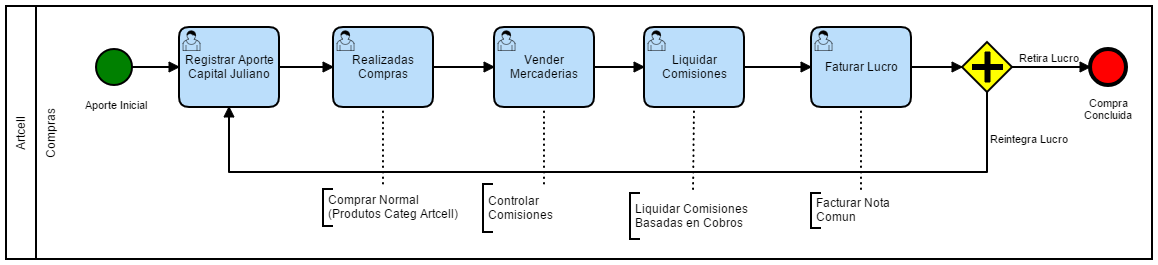 Artcell
Compras
Aporte Inicial
Registrar Aporte
Capital Juliano
Realizadas
Compras
Vender
Mercaderias
Liquidar
Comisiones
Faturar Lucro
Retira Lucro
Compra
Concluida
Reintegra Lucro
Comprar Normal
(Produtos Categ Artcell)
Controlar
Comisiones
Liquidar Comisiones
Basadas en Cobros
Facturar Nota
Comun